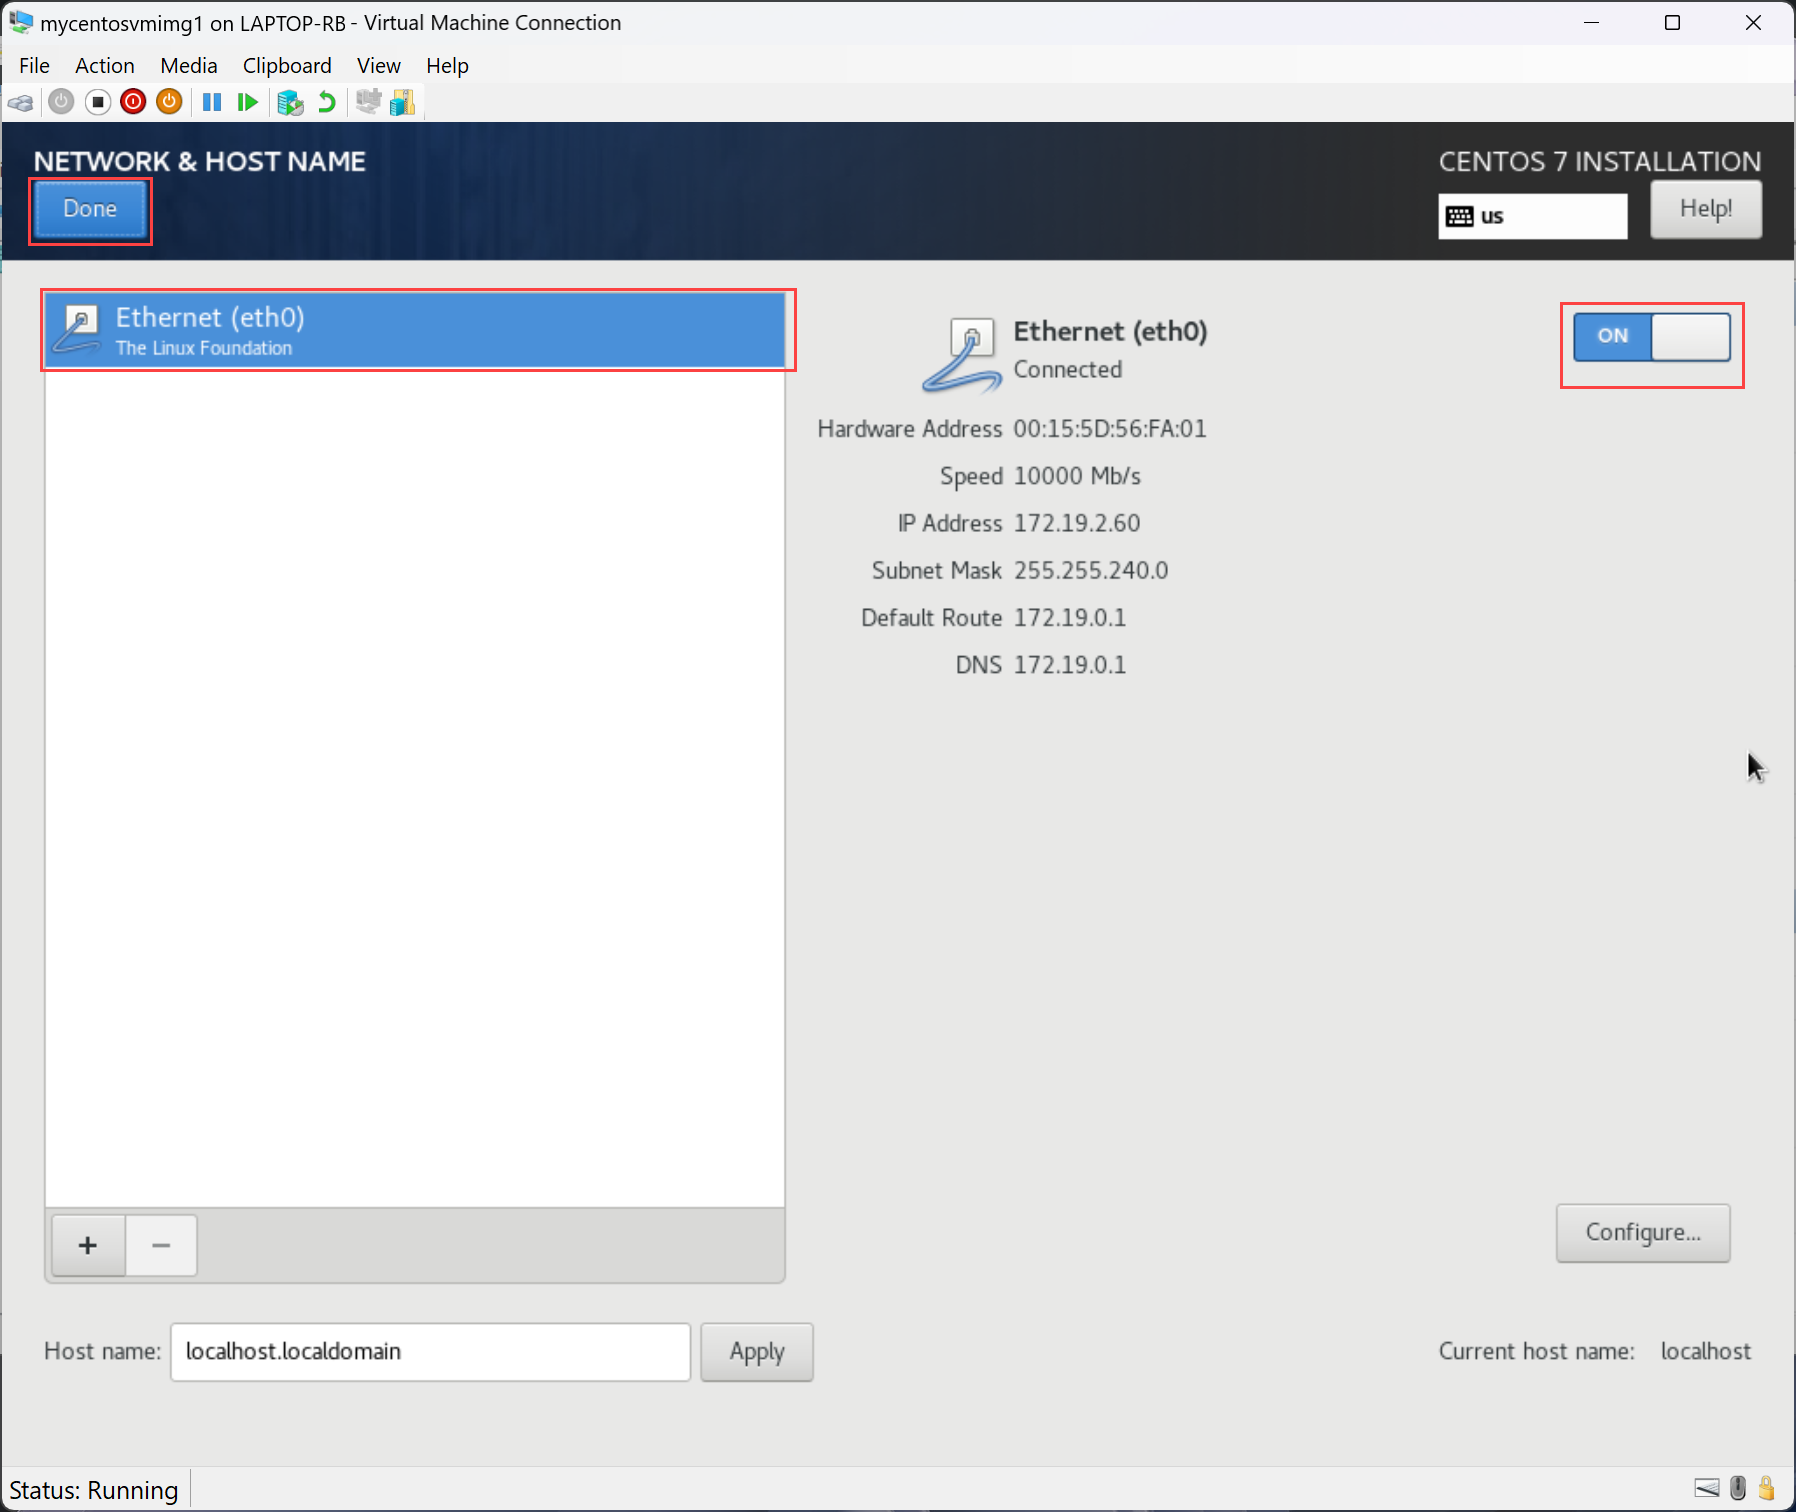 mycentosvmimg1 on LAPTOP-RB - Virtual Machine Connection
File Action Media Clipboard View Help
NETWORK & HOST NAME
CENTOS 7 INSTALLATION
Done
us
Help!
Ethernet (eth0)
The Linux Foundation
Ethernet (eth0)
Connected
ON
Hardware Address 00:15:5D:56:FA:01
Speed 10000 Mb/s
IP Address 172.19.2.60
Subnet Mask 255.255.240.0
Default Route 172.19.0.1
DNS 172.19.0.1
+ −
Configure...
Host name: localhost.localdomain Apply
Current host name: localhost
Status: Running